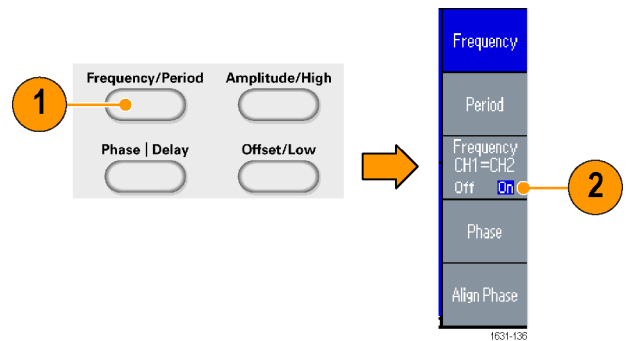 1
Frequency/Period
Amplitude/High
Phase | Delay
Offset/Low
Frequency
Period
Frequency
CH1=CH2
Off On
2
Phase
Align Phase
1631-136